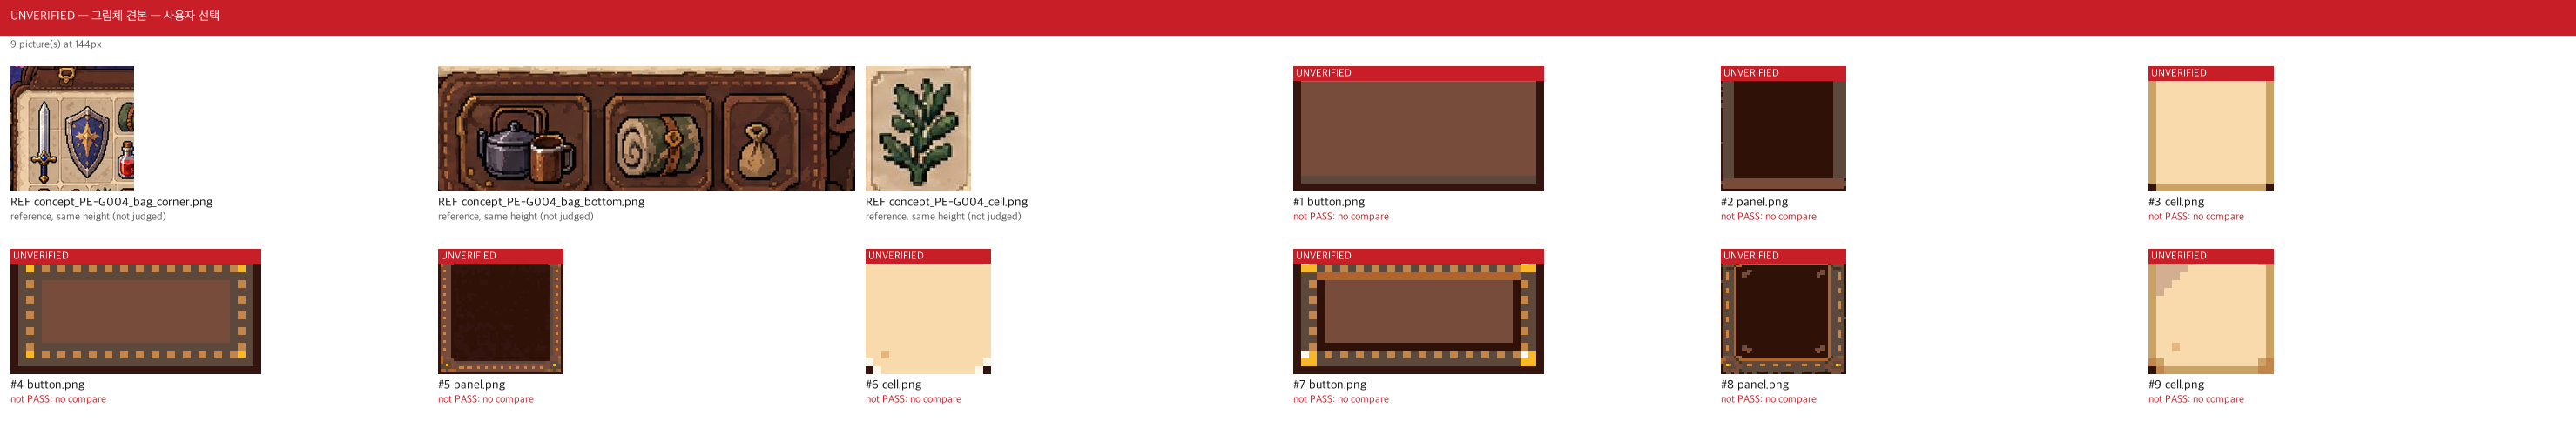 UNVERIFIED — 그림체 견본 — 사용자 선택
9 picture(s) at 144px
UNVERIFIED
UNVERIFIED
UNVERIFIED
REF concept_PE-G004_bag_corner.png
reference, same height (not judged)
REF concept_PE-G004_bag_bottom.png
reference, same height (not judged)
REF concept_PE-G004_cell.png
reference, same height (not judged)
#1 button.png
not PASS: no compare
#2 panel.png
not PASS: no compare
#3 cell.png
not PASS: no compare
UNVERIFIED
UNVERIFIED
UNVERIFIED
UNVERIFIED
UNVERIFIED
UNVERIFIED
#4 button.png
not PASS: no compare
#5 panel.png
not PASS: no compare
#6 cell.png
not PASS: no compare
#7 button.png
not PASS: no compare
#8 panel.png
not PASS: no compare
#9 cell.png
not PASS: no compare